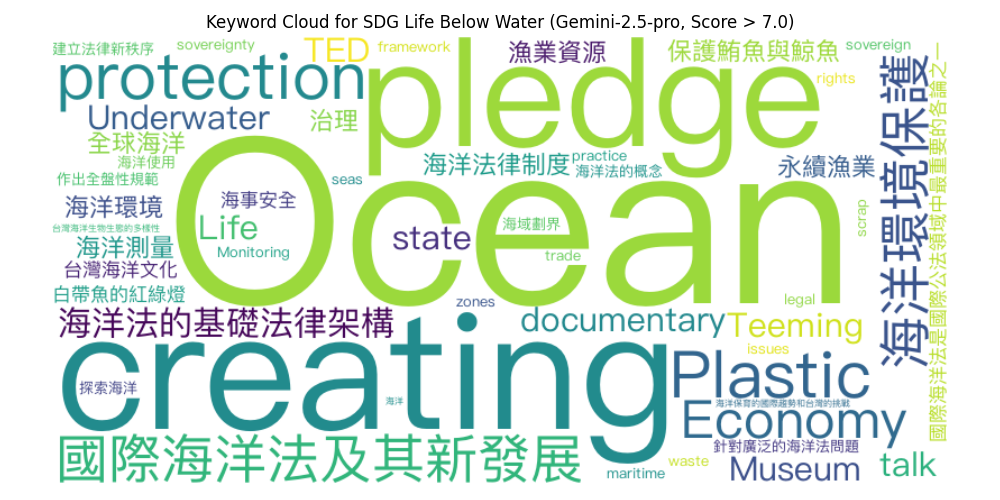 Keyword Cloud for SDG Life Below Water (Gemini-2.5-pro, Score > 7.0)
建立法律新秩序
sovereignty
TED
framework
漁業資源
保護鮪魚與鯨魚
sovereign
protection
pledge
rights
Underwater
治理
全球海洋
海洋使用
海洋法律制度
practice
海洋法的概念
永續漁業
海洋環境保護
國際海洋法是國際公法領域中最重要的各論之一
作出全盤性規範
seas
Ocean
海洋環境
海事安全
Life
海域劃界
scrap
台灣海洋生物生態的多樣性
海洋測量
Monitoring
state
trade
台灣海洋文化
白帶魚的紅綠燈
zones
legal
海洋法的基礎法律架構
documentary
Teeming
creating
issues
Plastic
探索海洋
海洋
海洋保育的國際趨勢和台灣的挑戰
Economy
國際海洋法及其新發展
針對廣泛的海洋法問題
maritime
waste
Museum
talk